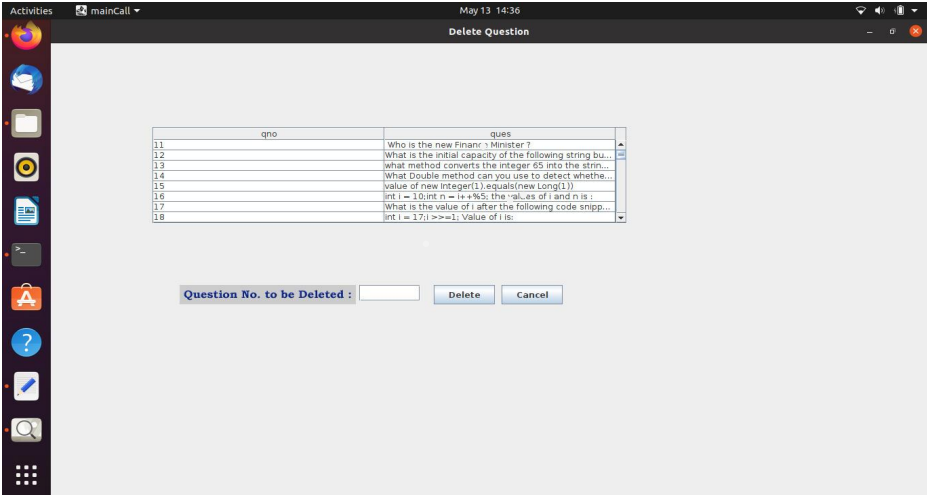 Activities mainCall May 13 14:36
Delete Question
qno ques
11 Who is the new Minister ?
12 What is the initial capacity of the following string bu...
13 what method converts the integer 65 into the strin...
14 What Double method can you use to detect whethe...
15 value of new Integer(1).equals(new Long(1))
16 int i = 10;int n = i++%5; the values of i and n is :
17 What is the value of i after the following code snipp...
18 int i = 17;i >>=1; Value of i is:
Question No. to be Deleted : Delete Cancel